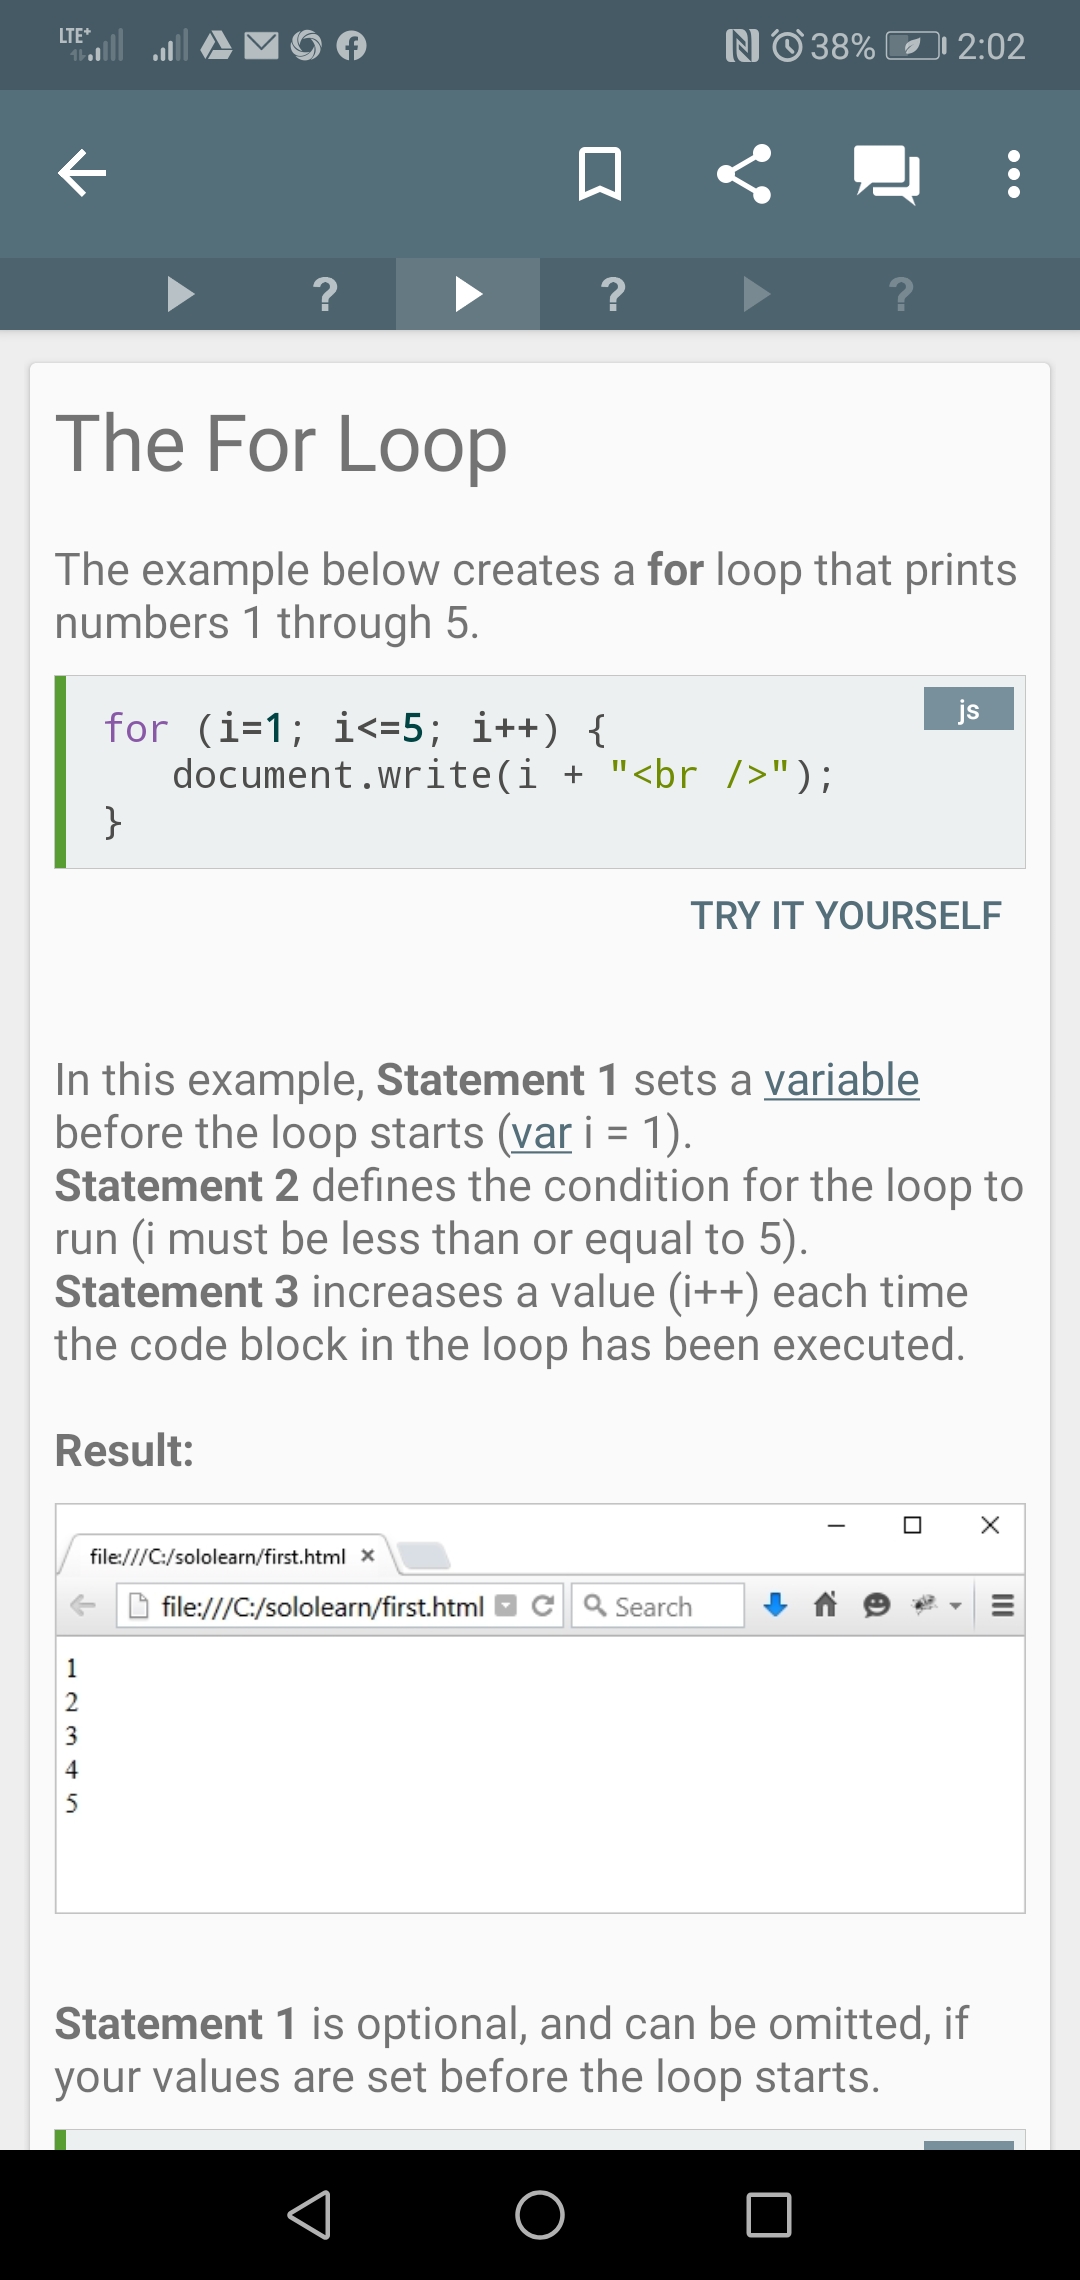 LTE+ 38% 2:02
? ? ?
The For Loop
The example below creates a for loop that prints
numbers 1 through 5.
js
for (i=1; i<=5; i++) {
document.write(i + "<br />");
}
TRY IT YOURSELF
In this example, Statement 1 sets a variable
before the loop starts (var i = 1).
Statement 2 defines the condition for the loop to
run (i must be less than or equal to 5).
Statement 3 increases a value (i++) each time
the code block in the loop has been executed.
Result:
file:///C:/sololearn/first.html
file:///C:/sololearn/first.html Search
1
2
3
4
5
Statement 1 is optional, and can be omitted, if
your values are set before the loop starts.